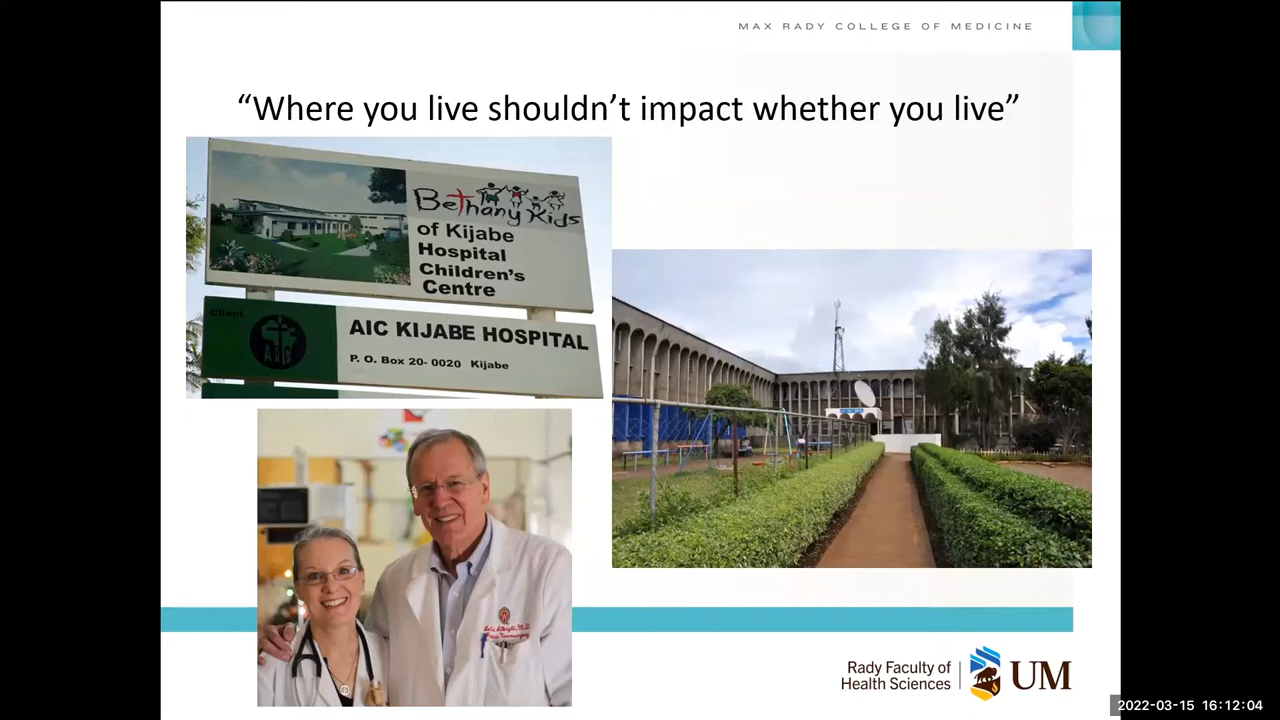 MAX RADY COLLEGE OF MEDICINE
“Where you live shouldn’t impact whether you live”
Bethany Kids
of Kijabe
Hospital
Children's
Centre
Client
AIC
AIC KIJABE HOSPITAL
P. O. Box 20- 0020 Kijabe
Rady Faculty of
Health Sciences
UM
2022-03-15 16:12:04